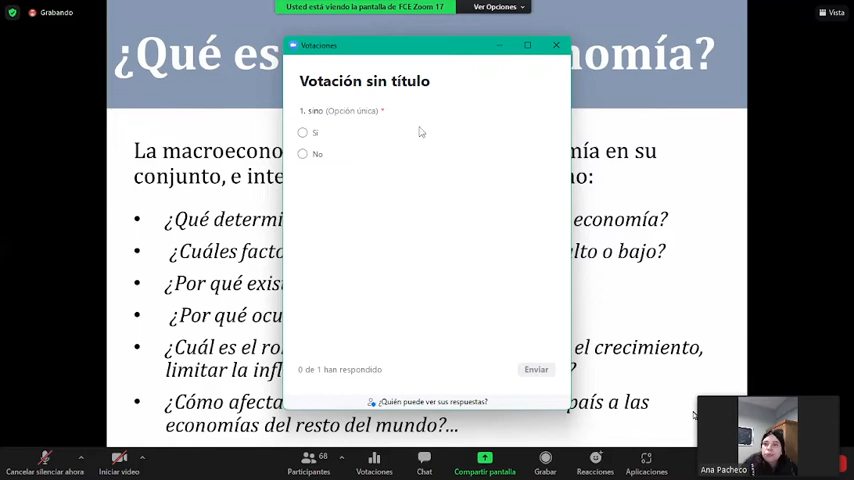 Grabando
Usted está viendo la pantalla de FCE Zoom 17
Ver Opciones
Vista
¿Qué es
nomía?
Votaciones
Votación sin título
1. sino (Opción única) *
Si
No
0 de 1 han respondido
Enviar
¿Quién puede ver sus respuestas?
La macroecono
mía en su
conjunto, e inte
no:
• ¿Qué determi
economía?
• ¿Cuáles facto
alto o bajo?
• ¿Por qué exis
• ¿Por qué ocu
• ¿Cuál es el ro
el crecimiento,
limitar la infl
?
• ¿Cómo afecta
país a las
economías del resto del mundo?...
Ana Pacheco
Cancelar silenciar ahora
Iniciar video
Participantes
68
Votaciones
Chat
Compartir pantalla
Grabar
Reacciones
Aplicaciones